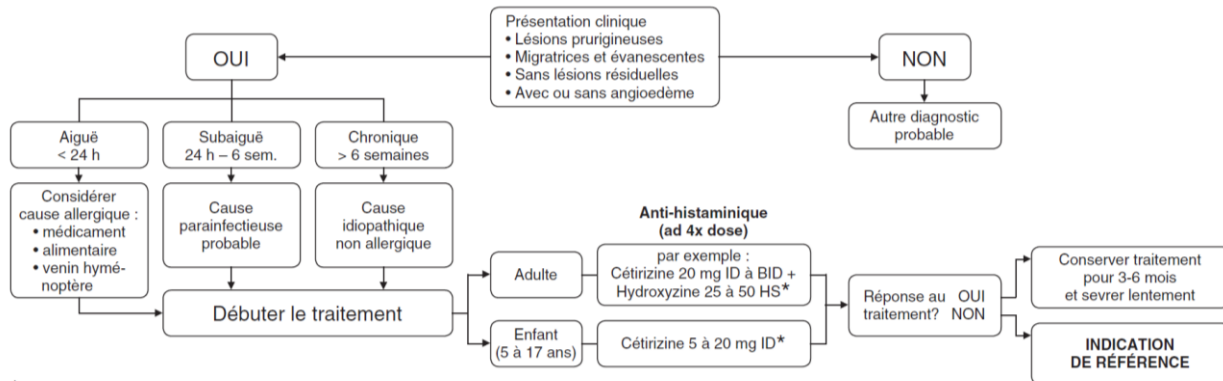 Présentation clinique
• Lésions prurigineuses
• Migratrices et évanescentes
• Sans lésions résiduelles
• Avec ou sans angioedème
OUI
NON
Autre diagnostic
probable
Aiguë
< 24 h
Subaiguë
24 h – 6 sem.
Chronique
> 6 semaines
Considérer
cause allergique :
• médicament
• alimentaire
• venin hymé-
noptère
Cause
parainfectieuse
probable
Cause
idiopathique
non allergique
Débuter le traitement
Anti-histaminique
(ad 4x dose)
Adulte
par exemple :
Cétirizine 20 mg ID à BID +
Hydroxyzine 25 à 50 HS*
Enfant
(5 à 17 ans)
Cétirizine 5 à 20 mg ID*
Réponse au OUI
traitement? NON
Conserver traitement
pour 3-6 mois
et sevrer lentement
INDICATION
DE RÉFÉRENCE